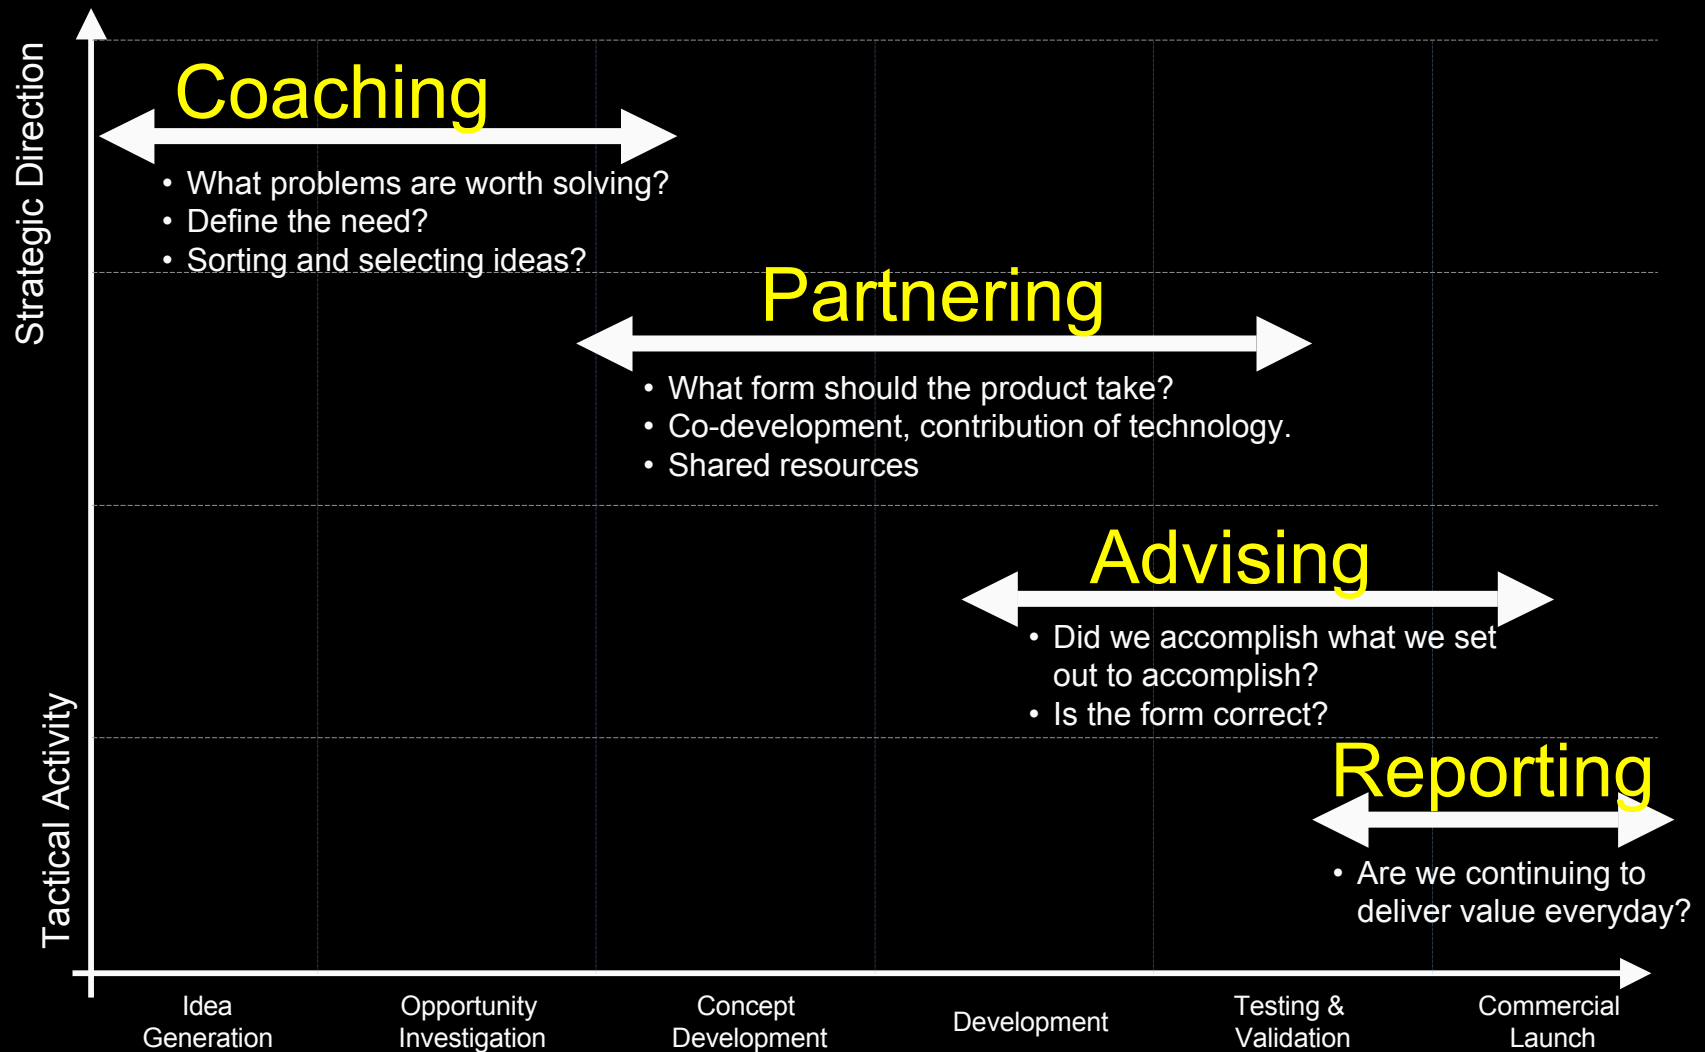 Strategic Direction
Tactical Activity
Coaching
• What problems are worth solving?
• Define the need?
• Sorting and selecting ideas?
Partnering
• What form should the product take?
• Co-development, contribution of technology.
• Shared resources
Advising
• Did we accomplish what we set
out to accomplish?
• Is the form correct?
Reporting
• Are we continuing to
deliver value everyday?
Idea
Generation
Opportunity
Investigation
Concept
Development
Development
Testing &
Validation
Commercial
Launch